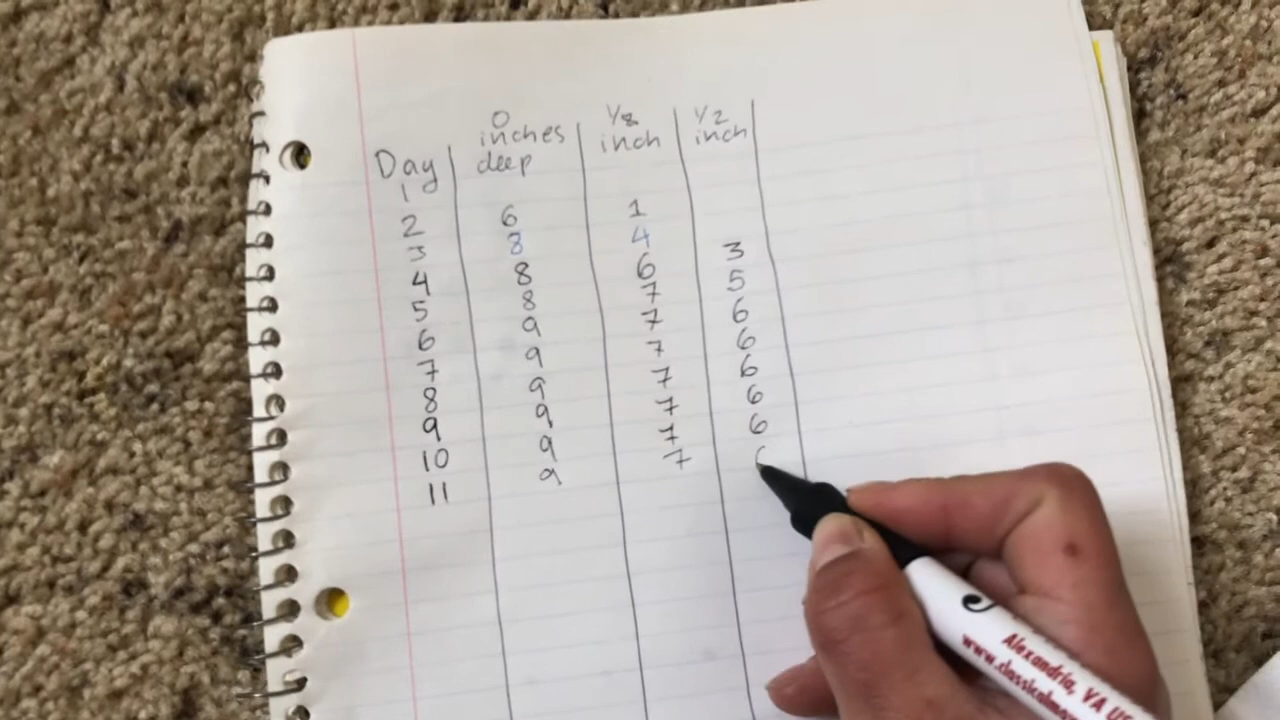 Day | 0 inches deep | 1/8 inch | 1/2 inch
1
2 6 1
3 8 4
4 8 6 3
5 8 7 5
6 9 7 6
7 9 7 6
8 9 7 6
9 9 7 6
10 9 7 6
11 9 7
Alexandria, VA